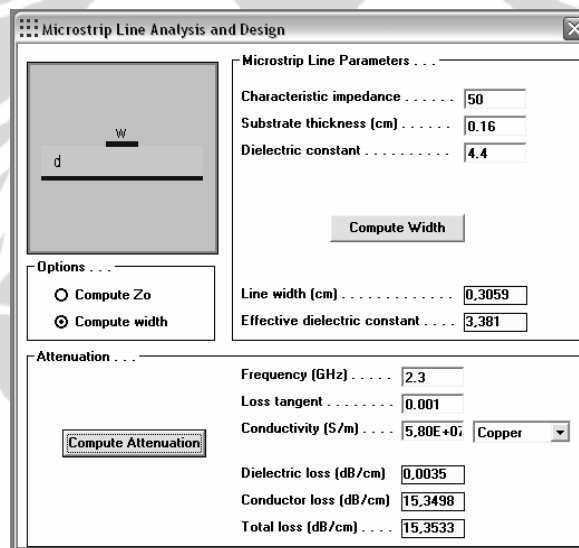 Microstrip Line Analysis and Design
Microstrip Line Parameters . . .
W
d
Characteristic impedance . . . . . . 50
Substrate thickness (cm) . . . . . . 0.16
Dielectric constant . . . . . . . . . . 4.4
Compute Width
Options . . .
Compute Zo
Compute width
Line width (cm) . . . . . . . . . . . . . 0,3059
Effective dielectric constant . . . . 3,381
Attenuation . . .
Frequency (GHz) . . . . . 2.3
Loss tangent . . . . . . . . 0.001
Conductivity (S/m) . . . . 5,80E+07 Copper
Compute Attenuation
Dielectric loss (dB/cm) 0,0035
Conductor loss (dB/cm) 15,3498
Total loss (dB/cm) . . . . 15,3533